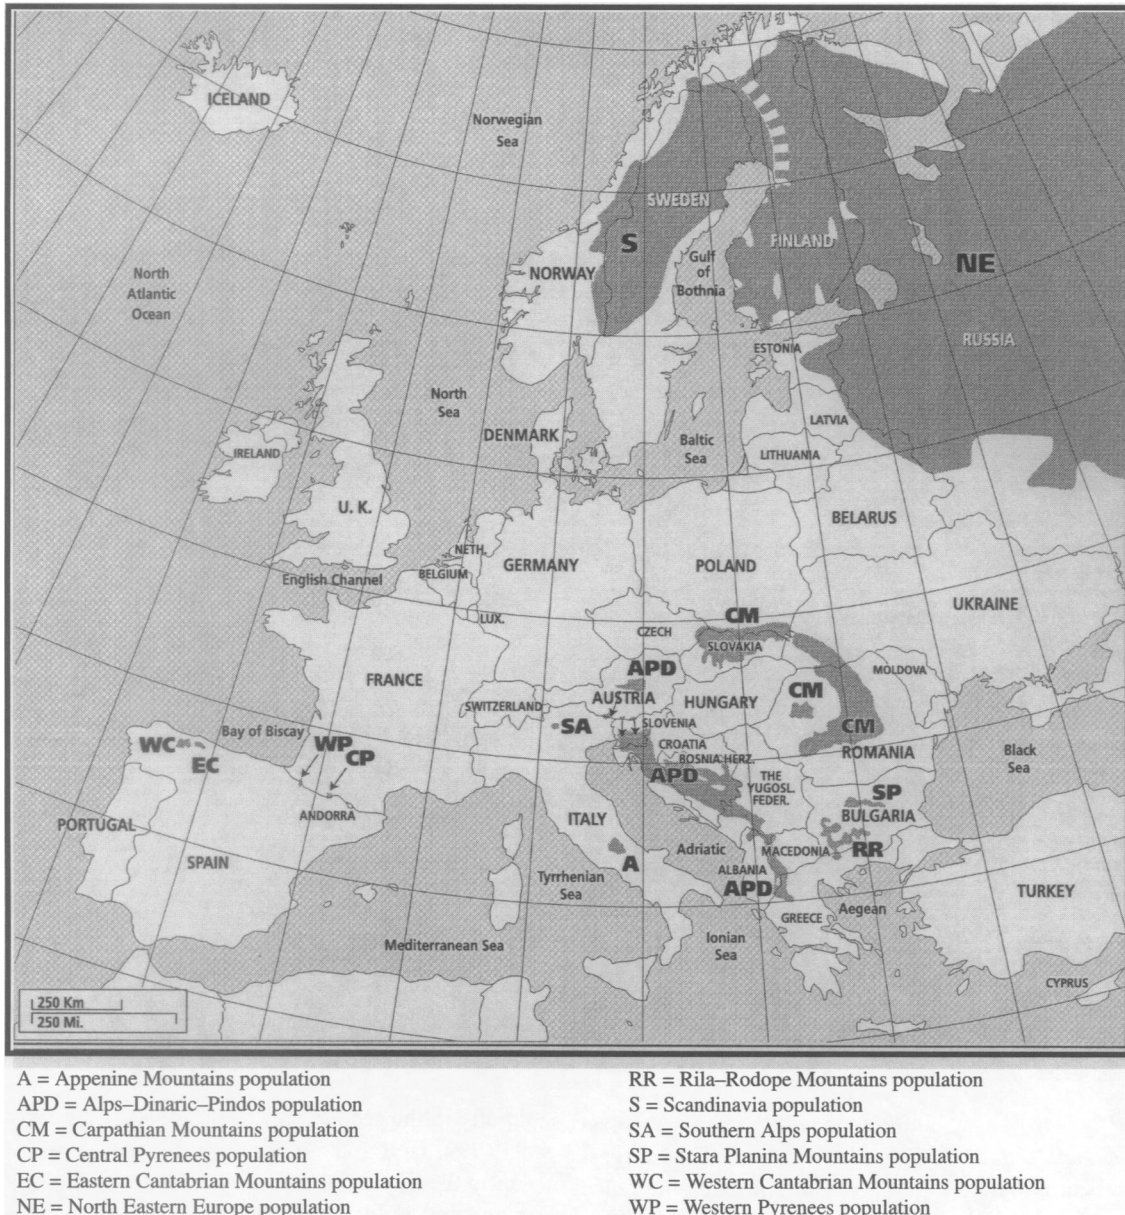 ICELAND
Norwegian
Sea
SWEDEN
S
FINLAND
NE
North
Atlantic
Ocean
NORWAY
Gulf
of
Bothnia
RUSSIA
ESTONIA
North
Sea
DENMARK
Baltic
Sea
LATVIA
LITHUANIA
IRELAND
U. K.
BELARUS
NETH.
GERMANY
POLAND
English Channel
BELGIUM
UKRAINE
LUX.
CZECH
CM
SLOVAKIA
FRANCE
APD
MOLDOVA
SWITZERLAND
AUSTRIA
HUNGARY
CM
SA
SLOVENIA
CM
WC
EC
Bay of Biscay
WP
CP
CROATIA
BOSNIA HERZ.
ROMANIA
Black
Sea
APD
THE
YUGOSL.
FEDER.
SP
BULGARIA
PORTUGAL
ANDORRA
ITALY
SPAIN
A
Adriatic
MACEDONIA
RR
ALBANIA
Tyrrhenian
Sea
APD
TURKEY
GREECE
Aegean
Mediterranean Sea
Ionian
Sea
CYPRUS
250 Km
250 Mi.
A = Appenine Mountains population
APD = Alps–Dinaric–Pindos population
CM = Carpathian Mountains population
CP = Central Pyrenees population
EC = Eastern Cantabrian Mountains population
NE = North Eastern Europe population
RR = Rila–Rodope Mountains population
S = Scandinavia population
SA = Southern Alps population
SP = Stara Planina Mountains population
WC = Western Cantabrian Mountains population
WP = Western Pyrenees population